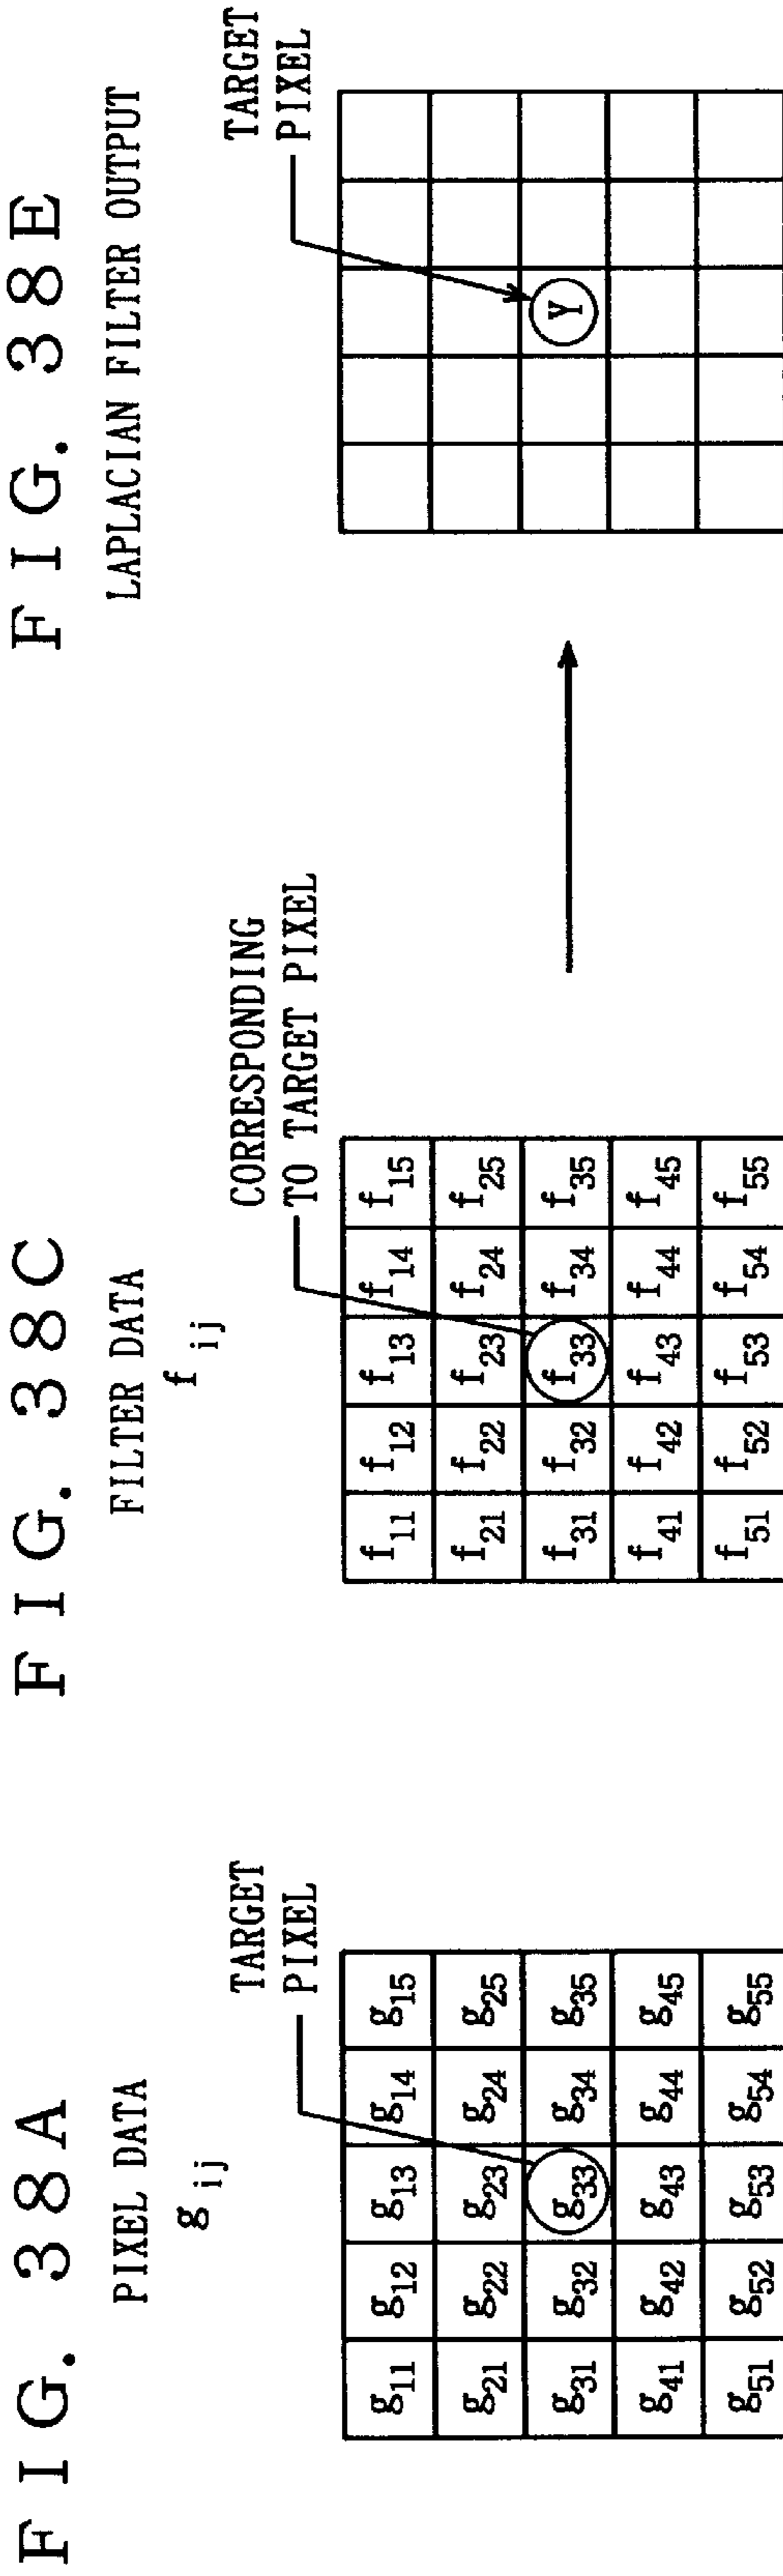 FIG. 38A
PIXEL DATA
g ij
TARGET
PIXEL
g11 g12 g13 g14 g15
g21 g22 g23 g24 g25
g31 g32 g33 g34 g35
g41 g42 g43 g44 g45
g51 g52 g53 g54 g55
FIG. 38C
FILTER DATA
f ij
CORRESPONDING
TO TARGET PIXEL
f11 f12 f13 f14 f15
f21 f22 f23 f24 f25
f31 f32 f33 f34 f35
f41 f42 f43 f44 f45
f51 f52 f53 f54 f55
FIG. 38E
LAPLACIAN FILTER OUTPUT
TARGET
PIXEL
Y